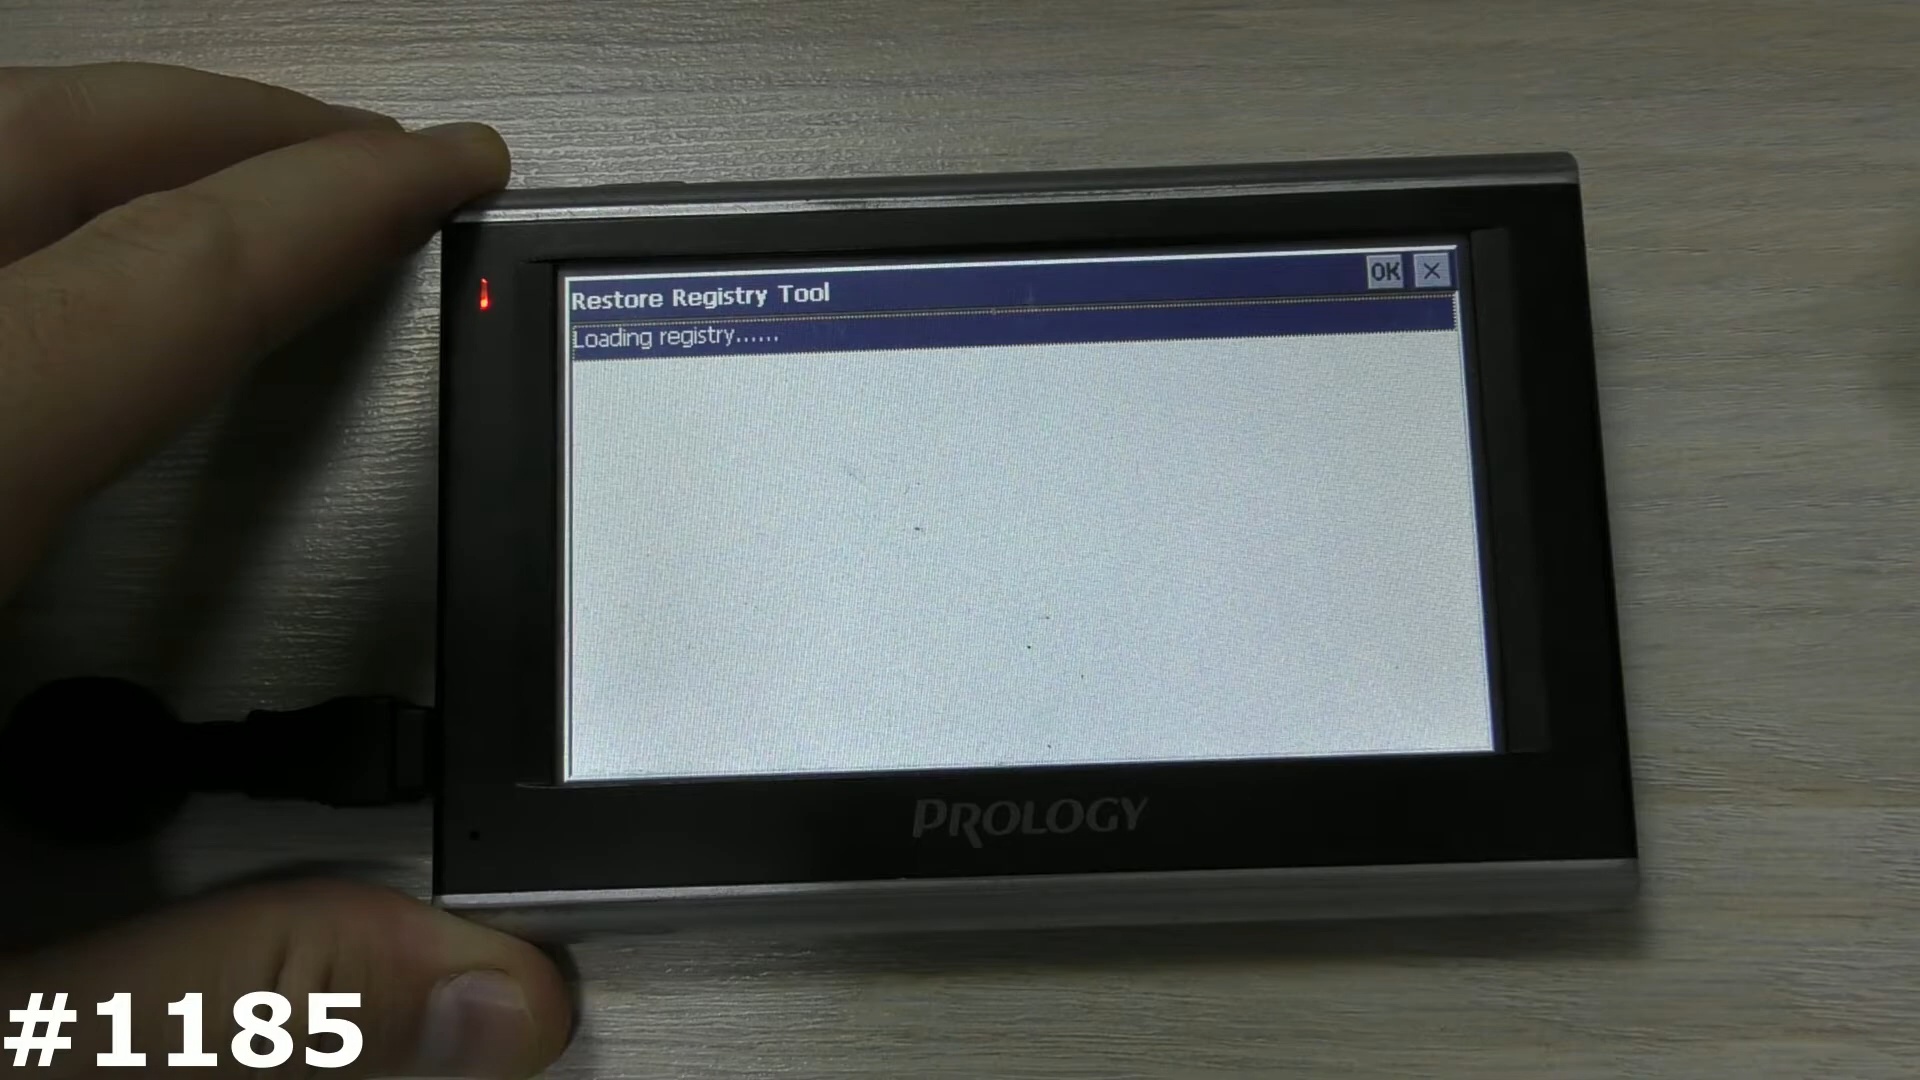 Restore Registry Tool
OK
Loading registry......
PROLOGY
#1185